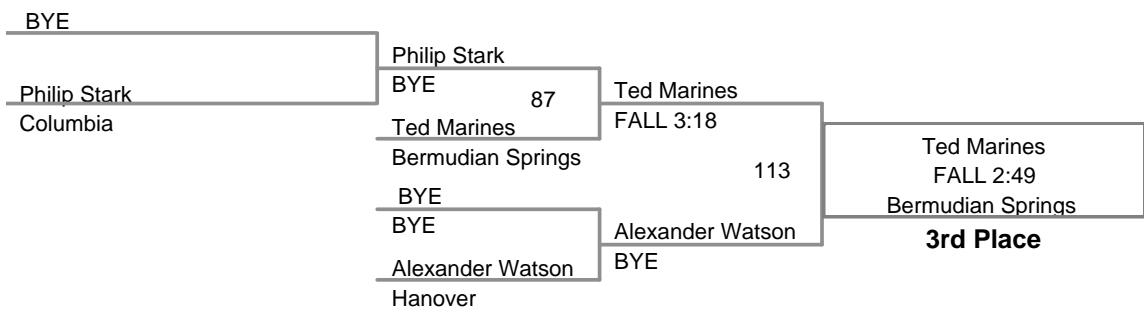 BYE
Philip Stark
Columbia
Philip Stark
BYE
87
Ted Marines
Bermudian Springs
BYE
BYE
Alexander Watson
Hanover
Ted Marines
FALL 3:18
113
Alexander Watson
BYE
Ted Marines
FALL 2:49
Bermudian Springs
3rd Place